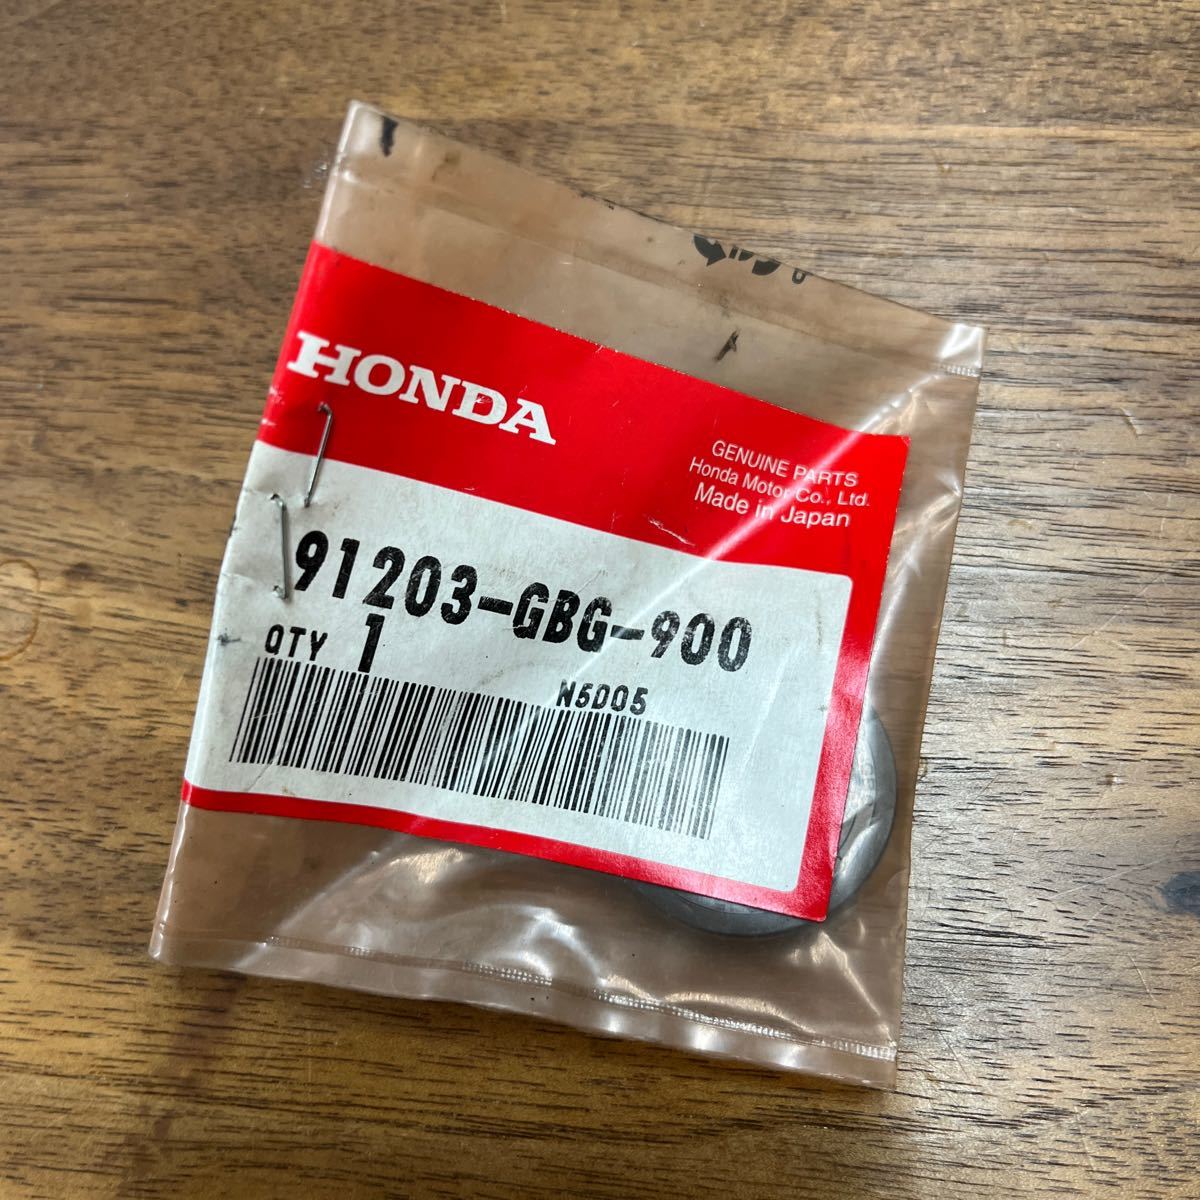 HONDA
GENUINE PARTS
Honda Motor Co., Ltd.
Made in Japan
91203-GBG-900
QTY 1
N5D05